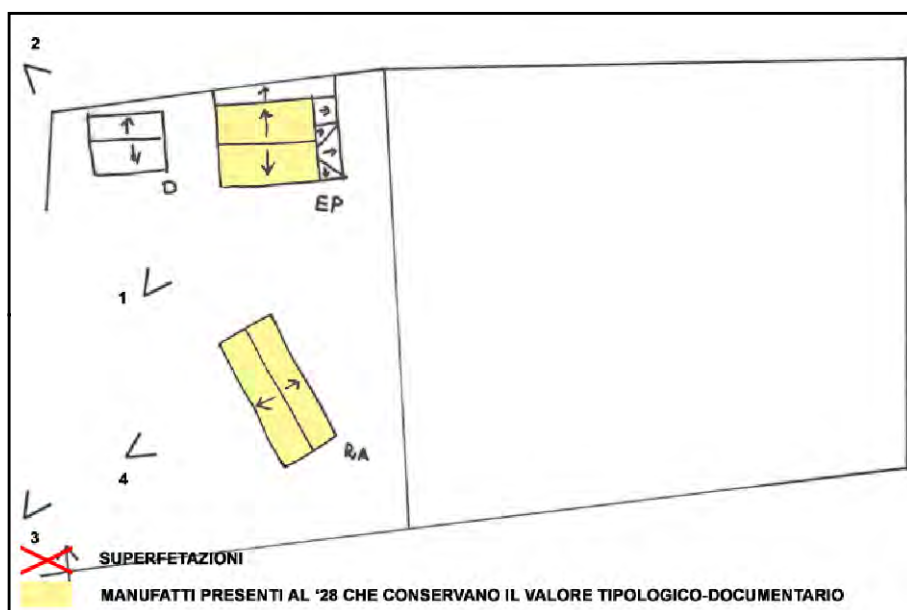 2
D
EP
1
RA
4
3
SUPERFETAZIONI
MANUFATTI PRESENTI AL '28 CHE CONSERVANO IL VALORE TIPOLOGICO-DOCUMENTARIO